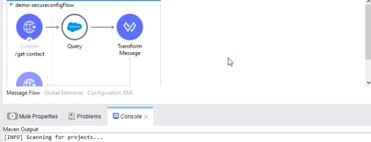 demo-secureconfigFlow
Listener
/get contact
Query
Transform
Message
Message Flow Global Elements Configuration XML
Mule Properties Problems Console
Maven Output
[INFO] Scanning for projects...